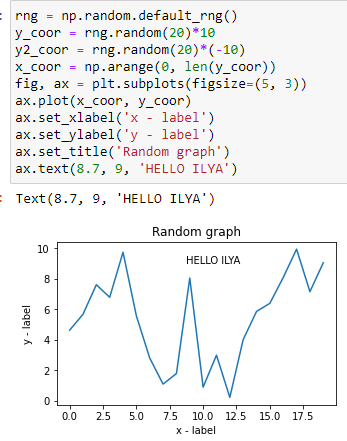 rng = np.random.default_rng()
y_coor = rng.random(20)*10
y2_coor = rng.random(20)*(-10)
x_coor = np.arange(0, len(y_coor))
fig, ax = plt.subplots(figsize=(5, 3))
ax.plot(x_coor, y_coor)
ax.set_xlabel('x - label')
ax.set_ylabel('y - label')
ax.set_title('Random graph')
ax.text(8.7, 9, 'HELLO ILYA')
Text(8.7, 9, 'HELLO ILYA')
Random graph
HELLO ILYA
y - label
10
8
6
4
2
0
0.0 2.5 5.0 7.5 10.0 12.5 15.0 17.5
x - label